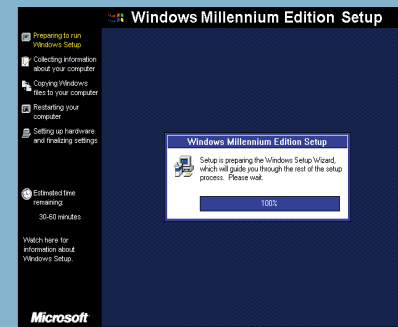 Windows Millennium Edition Setup
Preparing to run
Windows Setup
Collecting information
about your computer
Copying Windows
files to your computer
Restarting your
computer
Setting up hardware
and finalizing settings
Estimated time
remaining:
30-60 minutes
Watch here for
information about
Windows Setup.
Microsoft
Windows Millennium Edition Setup
Setup is preparing the Windows Setup Wizard,
which will guide you through the rest of the setup
process. Please wait.
100%